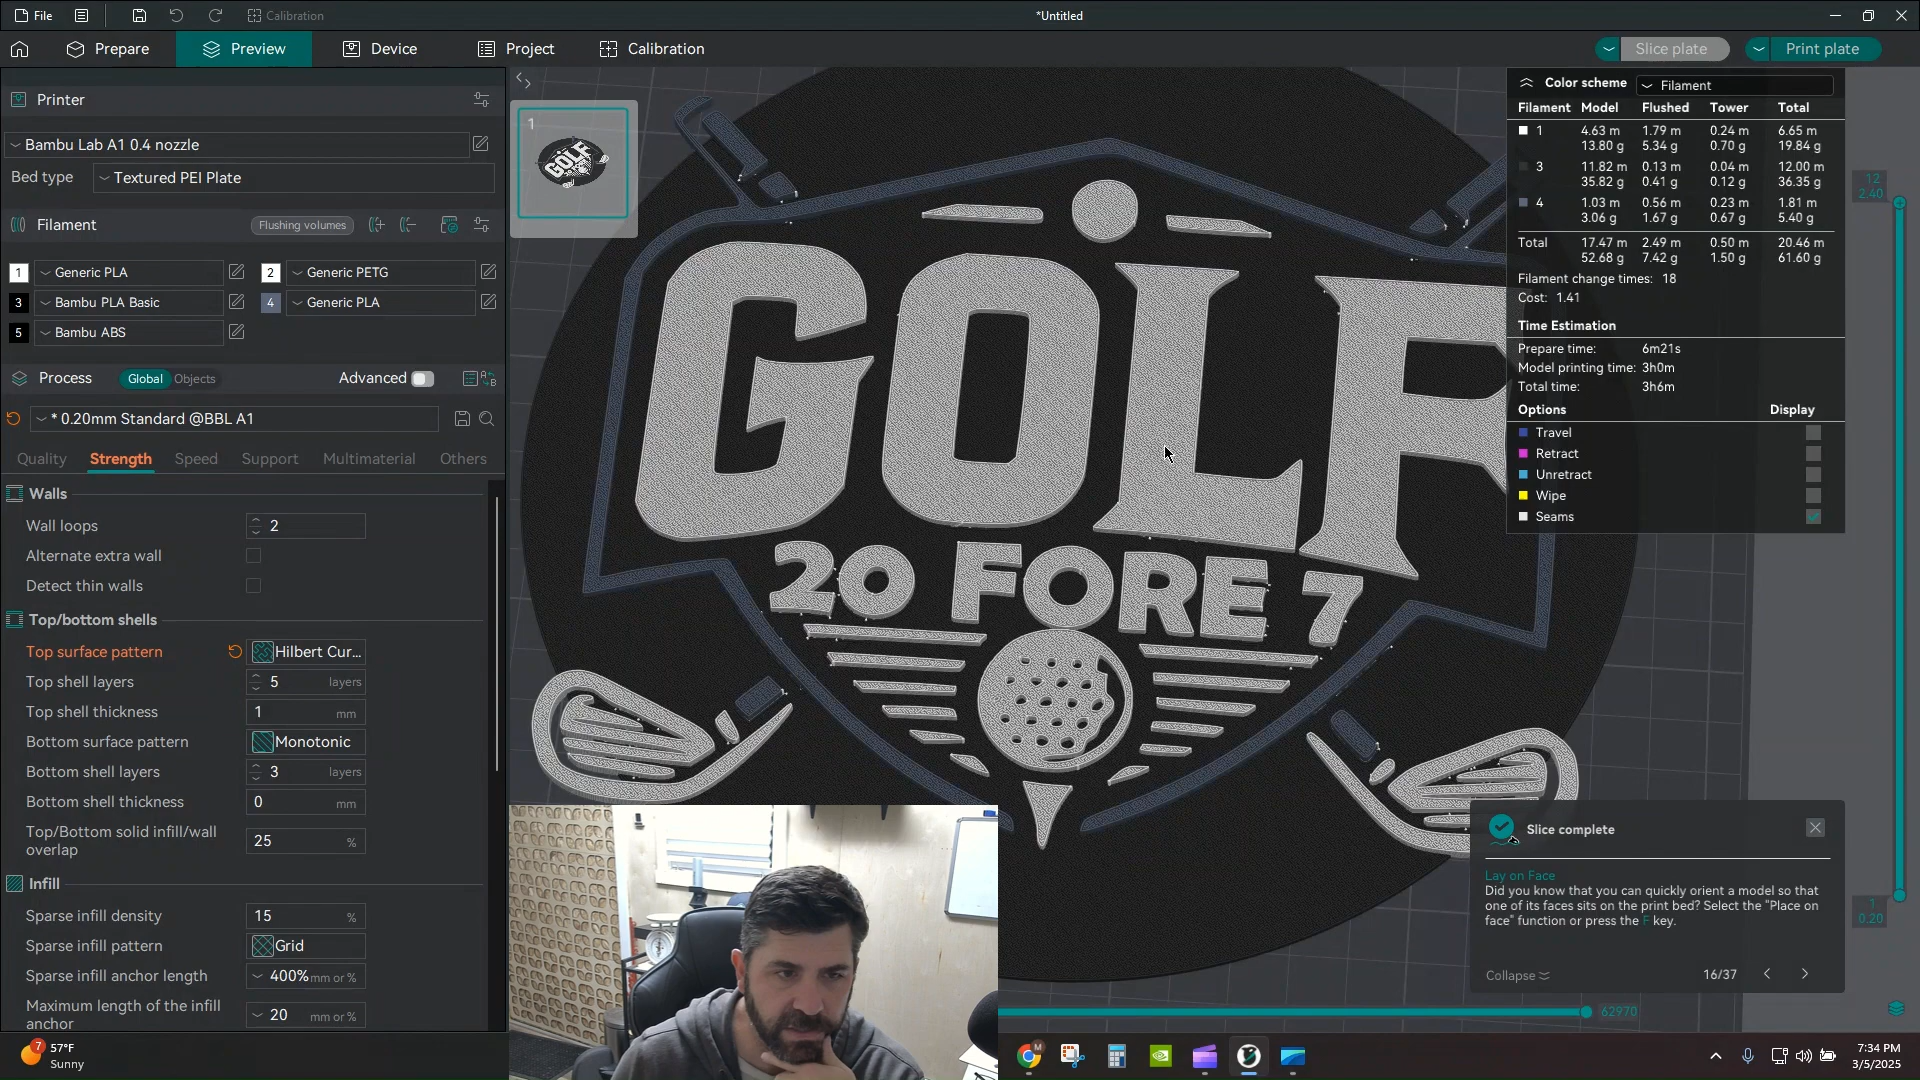 File
Calibration
*Untitled
Prepare
Preview
Device
Project
Calibration
Slice plate
Print plate
Printer
Bambu Lab A1 0.4 nozzle
Bed type
Textured PEI Plate
Filament
Flushing volumes
1 Generic PLA
2 Generic PETG
3 Bambu PLA Basic
4 Generic PLA
5 Bambu ABS
Process
Global
Objects
Advanced
* 0.20mm Standard @BBL A1
Quality
Strength
Speed
Support
Multimaterial
Others
Walls
Wall loops 2
Alternate extra wall
Detect thin walls
Top/bottom shells
Top surface pattern Hilbert Cur...
Top shell layers 5 layers
Top shell thickness 1 mm
Bottom surface pattern Monotonic
Bottom shell layers 3 layers
Bottom shell thickness 0 mm
Top/Bottom solid infill/wall
overlap
25 %
Infill
Sparse infill density 15 %
Sparse infill pattern Grid
Sparse infill anchor length 400% mm or %
Maximum length of the infill
anchor
20 mm or %
1
GOLF
GOLF
20 FORE 7
Color scheme Filament
Filament Model Flushed Tower Total
1 4.63 m 1.79 m 0.24 m 6.65 m
13.80 g 5.34 g 0.70 g 19.84 g
3 11.82 m 0.13 m 0.04 m 12.00 m
35.82 g 0.41 g 0.12 g 36.35 g
4 1.03 m 0.56 m 0.23 m 1.81 m
3.06 g 1.67 g 0.67 g 5.40 g
Total 17.47 m 2.49 m 0.50 m 20.46 m
52.68 g 7.42 g 1.50 g 61.60 g
Filament change times: 18
Cost: 1.41
Time Estimation
Prepare time: 6m21s
Model printing time: 3h0m
Total time: 3h6m
Options Display
Travel
Retract
Unretract
Wipe
Seams
12
2.40
1
0.20
Slice complete
Lay on Face
Did you know that you can quickly orient a model so that
one of its faces sits on the print bed? Select the "Place on
face" function or press the F key.
Collapse
16/37
62970
7
57°F
Sunny
M
7:34 PM
3/5/2025